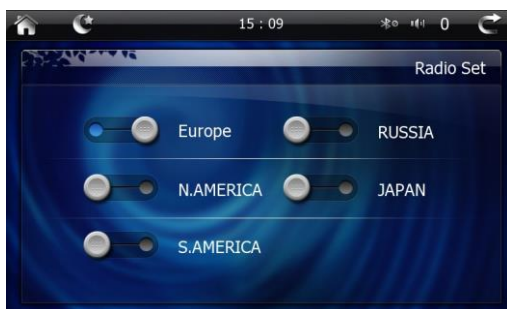 15 : 09
0
Radio Set
Europe
RUSSIA
N.AMERICA
JAPAN
S.AMERICA